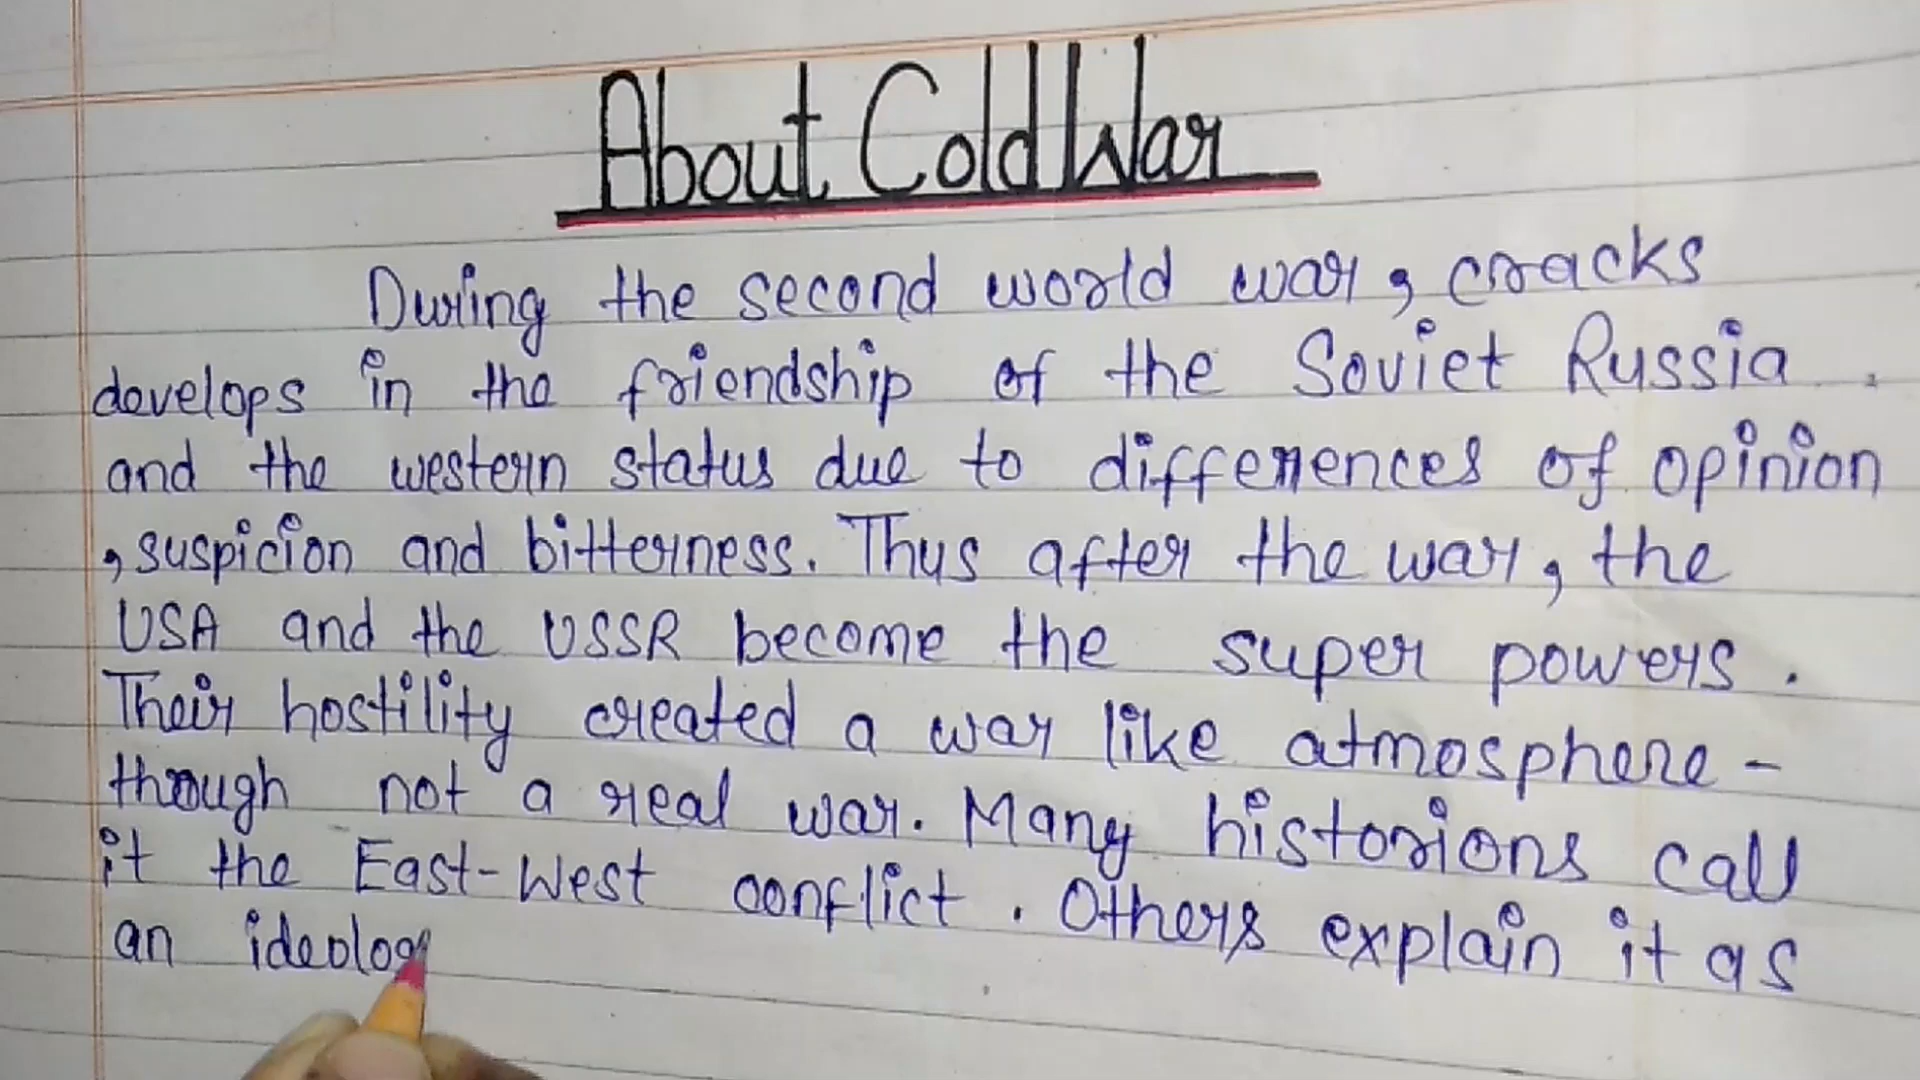 About Cold War
During the second world war, cracks
develops in the friendship of the Soviet Russia
and the western status due to differences of opinion
, suspicion and bitterness. Thus after the war, the
USA and the USSR become the super powers.
Their hostility created a war like atmosphere -
though not a real war. Many historions call
it the East-West conflict. Others explain it as
an ideolog